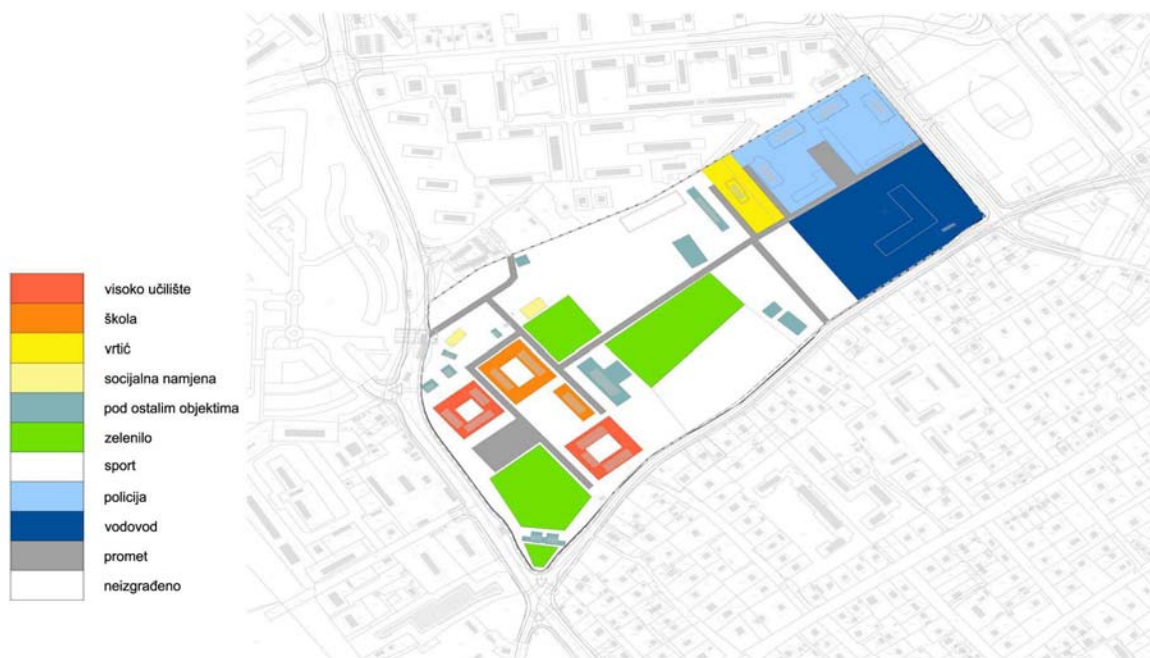 visoko učilište
škola
vrtić
socijalna namjena
pod ostalim objektima
zelenilo
sport
policija
vodovod
promet
neizgrađeno